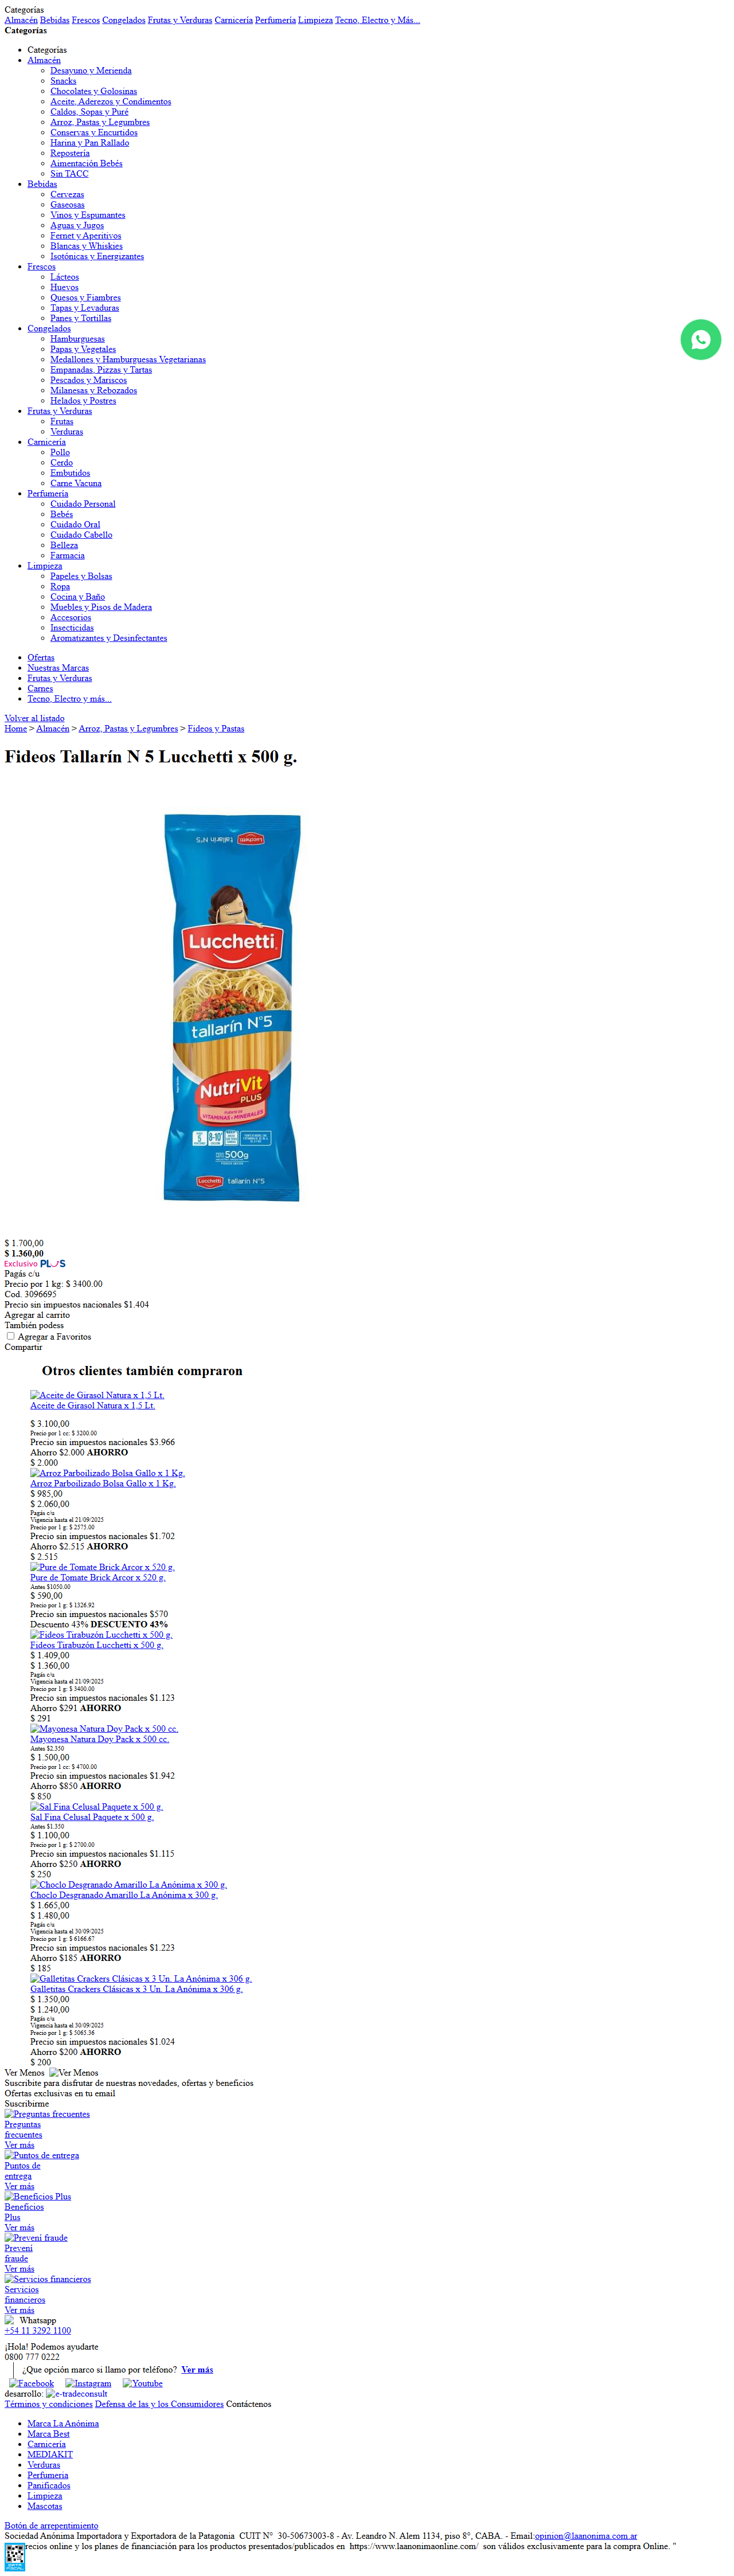 Categorías
Almacén Bebidas Frescos Congelados Frutas y Verduras Carnicería Perfumería Limpieza Tecno, Electro y Más...
Categorías
Categorías
Almacén
Desayuno y Merienda
Snacks
Chocolates y Golosinas
Aceite, Aderezos y Condimentos
Caldos, Sopas y Puré
Arroz, Pastas y Legumbres
Conservas y Encurtidos
Harina y Pan Rallado
Repostería
Aimentación Bebés
Sin TACC
Bebidas
Cervezas
Gaseosas
Vinos y Espumantes
Aguas y Jugos
Fernet y Aperitivos
Blancas y Whiskies
Isotónicas y Energizantes
Frescos
Lácteos
Huevos
Quesos y Fiambres
Tapas y Levaduras
Panes y Tortillas
Congelados
Hamburguesas
Papas y Vegetales
Medallones y Hamburguesas Vegetarianas
Empanadas, Pizzas y Tartas
Pescados y Mariscos
Milanesas y Rebozados
Helados y Postres
Frutas y Verduras
Frutas
Verduras
Carnicería
Pollo
Cerdo
Embutidos
Carne Vacuna
Perfumería
Cuidado Personal
Bebés
Cuidado Oral
Cuidado Cabello
Belleza
Farmacia
Limpieza
Papeles y Bolsas
Ropa
Cocina y Baño
Muebles y Pisos de Madera
Accesorios
Insecticidas
Aromatizantes y Desinfectantes
Ofertas
Nuestras Marcas
Frutas y Verduras
Carnes
Tecno, Electro y más...
Volver al listado
Home > Almacén > Arroz, Pastas y Legumbres > Fideos y Pastas
Fideos Tallarín N 5 Lucchetti x 500 g.
tallarín N°5 Lucchetti
Lucchetti
tallarín N°5
NutriVit
PLUS
FUENTE DE
VITAMINAS Y MINERALES
8-10'
500g
Lucchetti tallarín N°5
$ 1.700,00
$ 1.360,00
Exclusivo PLUS
Pagás c/u
Precio por 1 kg: $ 3400.00
Cod. 3096695
Precio sin impuestos nacionales $1.404
Agregar al carrito
También podess
Agregar a Favoritos
Compartir
Otros clientes también compraron
Aceite de Girasol Natura x 1,5 Lt.
Aceite de Girasol Natura x 1,5 Lt.
$ 3.100,00
Precio por 1 cc: $ 3200.00
Precio sin impuestos nacionales $3.966
Ahorro $2.000 AHORRO
$ 2.000
Arroz Parboilizado Bolsa Gallo x 1 Kg.
Arroz Parboilizado Bolsa Gallo x 1 Kg.
$ 985,00
$ 2.060,00
Pagás c/u
Vigencia hasta el 21/09/2025
Precio por 1 g: $ 2575.00
Precio sin impuestos nacionales $1.702
Ahorro $2.515 AHORRO
$ 2.515
Pure de Tomate Brick Arcor x 520 g.
Pure de Tomate Brick Arcor x 520 g.
Antes $1050.00
$ 590,00
Precio por 1 g: $ 1326.92
Precio sin impuestos nacionales $570
Descuento 43% DESCUENTO 43%
Fideos Tirabuzón Lucchetti x 500 g.
Fideos Tirabuzón Lucchetti x 500 g.
$ 1.409,00
$ 1.360,00
Pagás c/u
Vigencia hasta el 21/09/2025
Precio por 1 g: $ 3400.00
Precio sin impuestos nacionales $1.123
Ahorro $291 AHORRO
$ 291
Mayonesa Natura Doy Pack x 500 cc.
Mayonesa Natura Doy Pack x 500 cc.
Antes $2.350
$ 1.500,00
Precio por 1 cc: $ 4700.00
Precio sin impuestos nacionales $1.942
Ahorro $850 AHORRO
$ 850
Sal Fina Celusal Paquete x 500 g.
Sal Fina Celusal Paquete x 500 g.
Antes $1.350
$ 1.100,00
Precio por 1 g: $ 2700.00
Precio sin impuestos nacionales $1.115
Ahorro $250 AHORRO
$ 250
Choclo Desgranado Amarillo La Anónima x 300 g.
Choclo Desgranado Amarillo La Anónima x 300 g.
$ 1.665,00
$ 1.480,00
Pagás c/u
Vigencia hasta el 30/09/2025
Precio por 1 g: $ 6166.67
Precio sin impuestos nacionales $1.223
Ahorro $185 AHORRO
$ 185
Galletitas Crackers Clásicas x 3 Un. La Anónima x 306 g.
Galletitas Crackers Clásicas x 3 Un. La Anónima x 306 g.
$ 1.350,00
$ 1.240,00
Pagás c/u
Vigencia hasta el 30/09/2025
Precio por 1 g: $ 5065.36
Precio sin impuestos nacionales $1.024
Ahorro $200 AHORRO
$ 200
Ver Menos Ver Menos
Suscribite para disfrutar de nuestras novedades, ofertas y beneficios
Ofertas exclusivas en tu email
Suscribirme
Preguntas frecuentes
Preguntas
frecuentes
Ver más
Puntos de entrega
Puntos de
entrega
Ver más
Beneficios Plus
Beneficios
Plus
Ver más
Prevení fraude
Prevení
fraude
Ver más
Servicios financieros
Servicios
financieros
Ver más
Whatsapp
+54 11 3292 1100
¡Hola! Podemos ayudarte
0800 777 0222
¿Que opción marco si llamo por teléfono? Ver más
Facebook Instagram Youtube
desarrollo: e-tradeconsult
Términos y condiciones Defensa de las y los Consumidores Contáctenos
Marca La Anónima
Marca Best
Carnicería
MEDIAKIT
Verduras
Perfumería
Panificados
Limpieza
Mascotas
Botón de arrepentimiento
Sociedad Anónima Importadora y Exportadora de la Patagonia CUIT N° 30-50673003-8 - Av. Leandro N. Alem 1134, piso 8°, CABA. - Email:opinion@laanonima.com.ar
recios online y los planes de financiación para los productos presentados/publicados en https://www.laanonimaonline.com/ son válidos exclusivamente para la compra Online. "